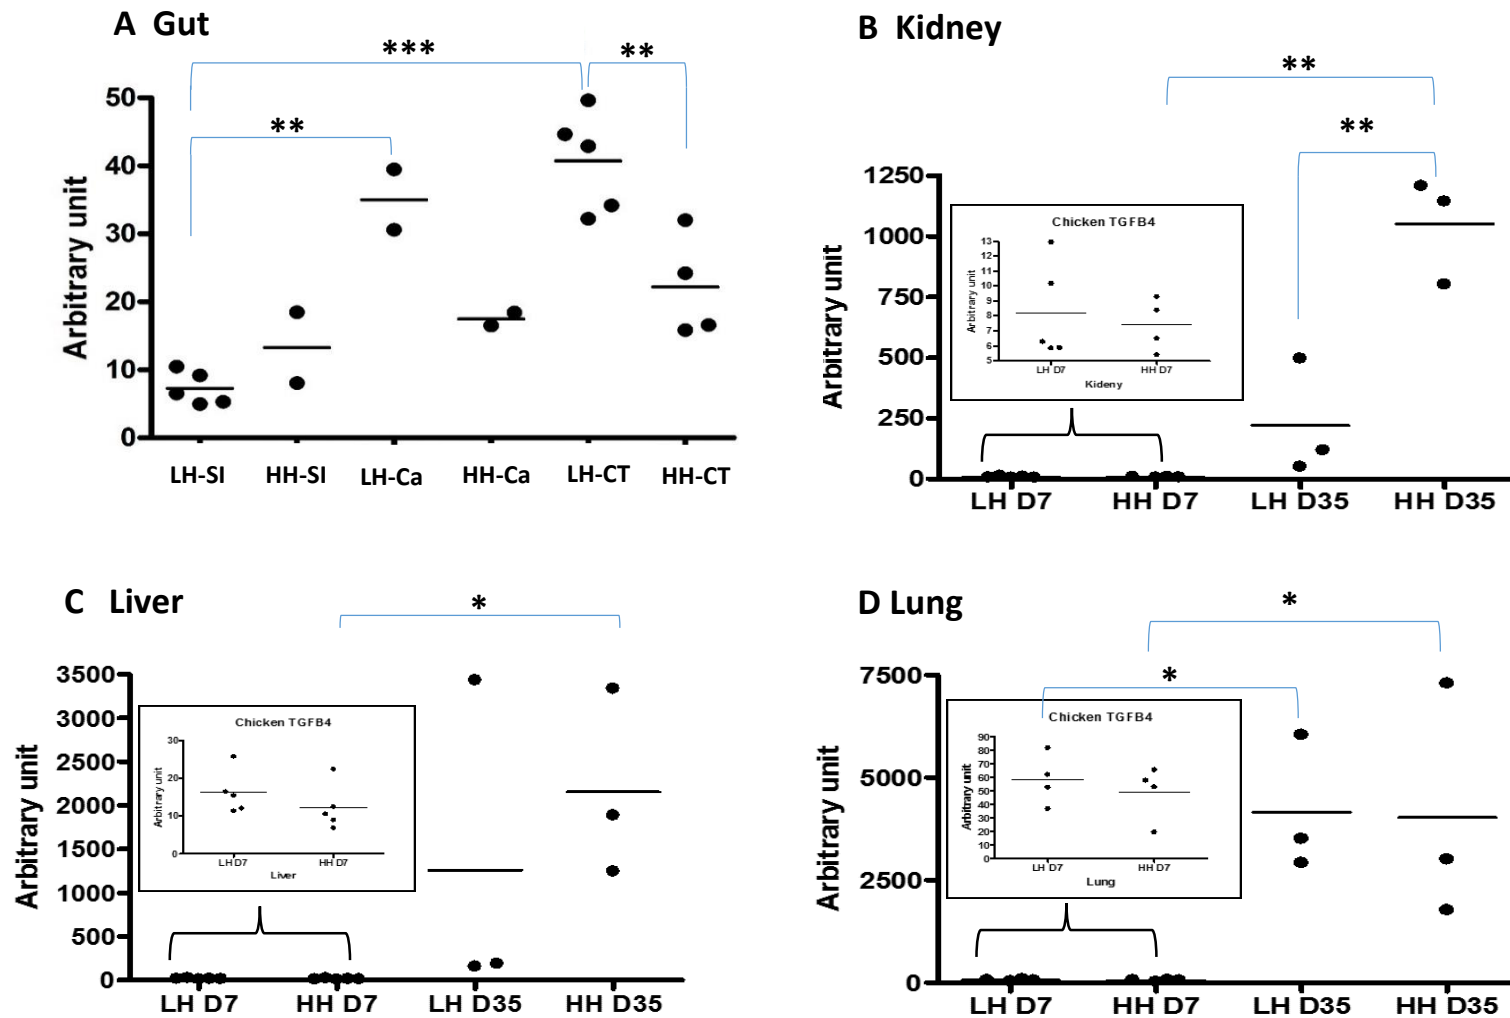 A Gut
***
**
**
Arbitrary unit
50
40
30
20
10
0
LH-SI HH-SI LH-Ca HH-Ca LH-CT HH-CT
B Kidney
**
**
Arbitrary unit
1250
1000
750
500
250
0
Chicken TGFB4
Arbitrary unit
13
12
11
10
9
8
7
6
5
LH D7 HH D7
Kideny
LH D7 HH D7 LH D35 HH D35
C Liver
*
Arbitrary unit
3500
3000
2500
2000
1500
1000
500
0
Chicken TGFB4
Arbitrary unit
30
20
10
0
LH D7 HH D7
Liver
LH D7 HH D7 LH D35 HH D35
D Lung
*
*
Arbitrary unit
7500
5000
2500
0
Chicken TGFB4
Arbitrary unit
90
80
70
60
50
40
30
20
10
0
LH D7 HH D7
Lung
LH D7 HH D7 LH D35 HH D35